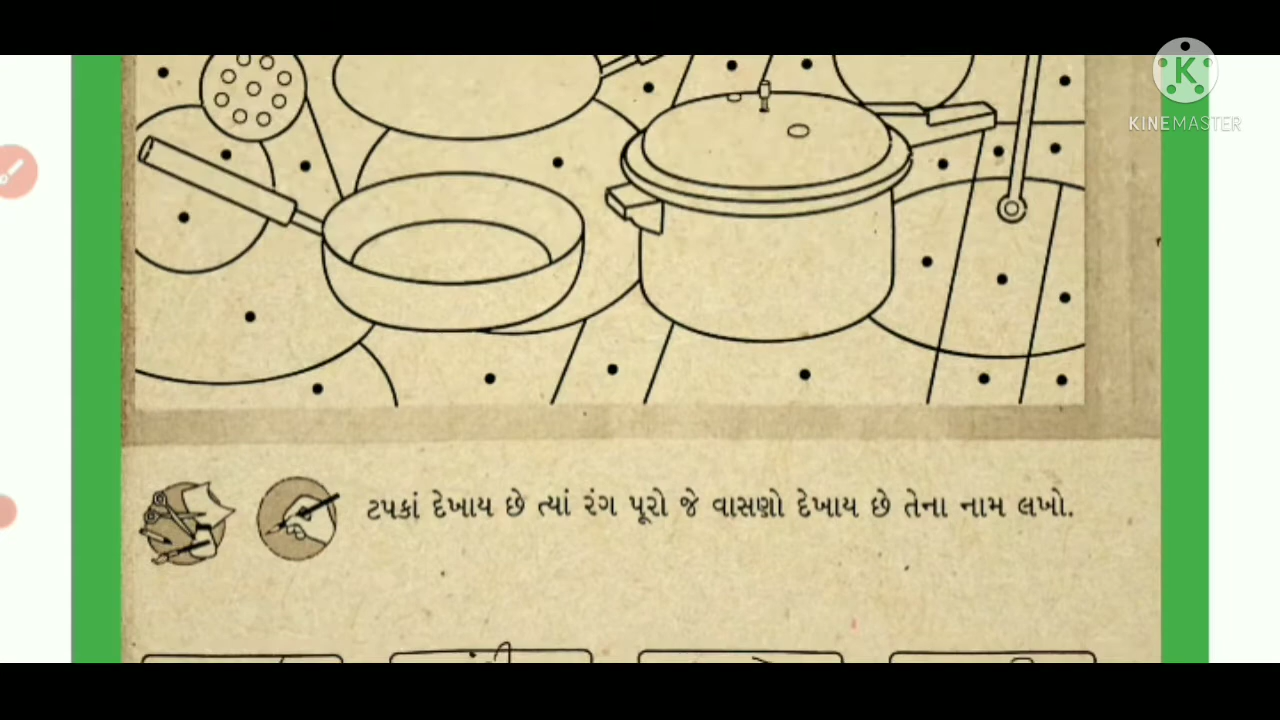 K
KINEMASTER
ટપકાં દેખાય છે ત્યાં રંગ પૂરો જે વાસણો દેખાય છે તેના નામ લખો.